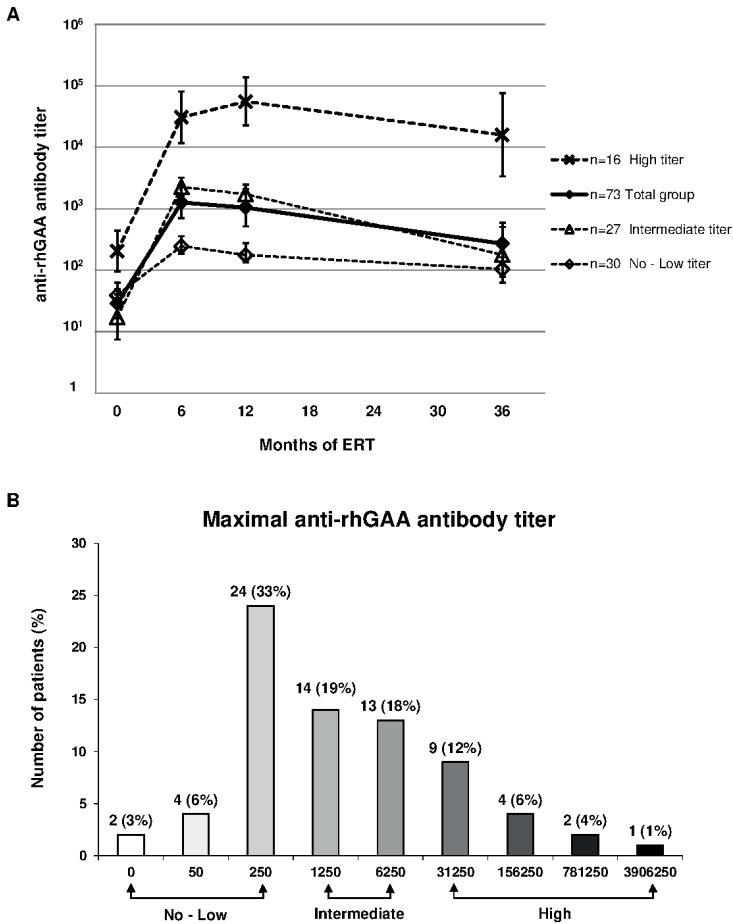 A
10⁶
10⁵
10⁴
10³
10²
10¹
1
anti-rhGAA antibody titer
0 6 12 18 24 30 36
Months of ERT
n=16 High titer
n=73 Total group
n=27 Intermediate titer
n=30 No - Low titer
B
Maximal anti-rhGAA antibody titer
30
25
20
15
10
5
0
Number of patients (%)
2 (3%)
4 (6%)
24 (33%)
14 (19%)
13 (18%)
9 (12%)
4 (6%)
2 (4%)
1 (1%)
0 50 250 1250 6250 31250 156250 781250 3906250
No - Low Intermediate High